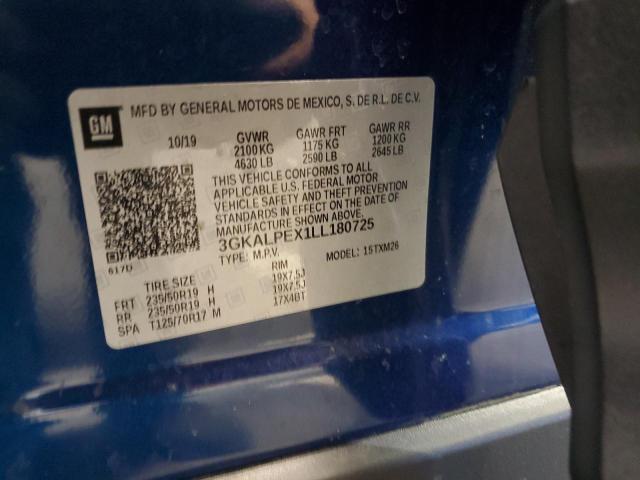 GM
MFD BY GENERAL MOTORS DE MEXICO, S. DE R.L. DE C.V.
10/19 GVWR GAWR FRT GAWR RR
2100 KG 1175 KG 1200 KG
4630 LB 2590 LB 2645 LB
THIS VEHICLE CONFORMS TO ALL
APPLICABLE U.S. FEDERAL MOTOR
VEHICLE SAFETY AND THEFT PREVENTION
STANDARDS IN EFFECT ON THE DATE OF
MANUFACTURE SHOWN ABOVE.
3GKALPEX1LL180725
TYPE: M.P.V. MODEL: 15TXM26
617D
TIRE SIZE RIM
FRT 235/50R19 H 19X7.5J
RR 235/50R19 H 19X7.5J
SPA T125/70R17 M 17X4BT